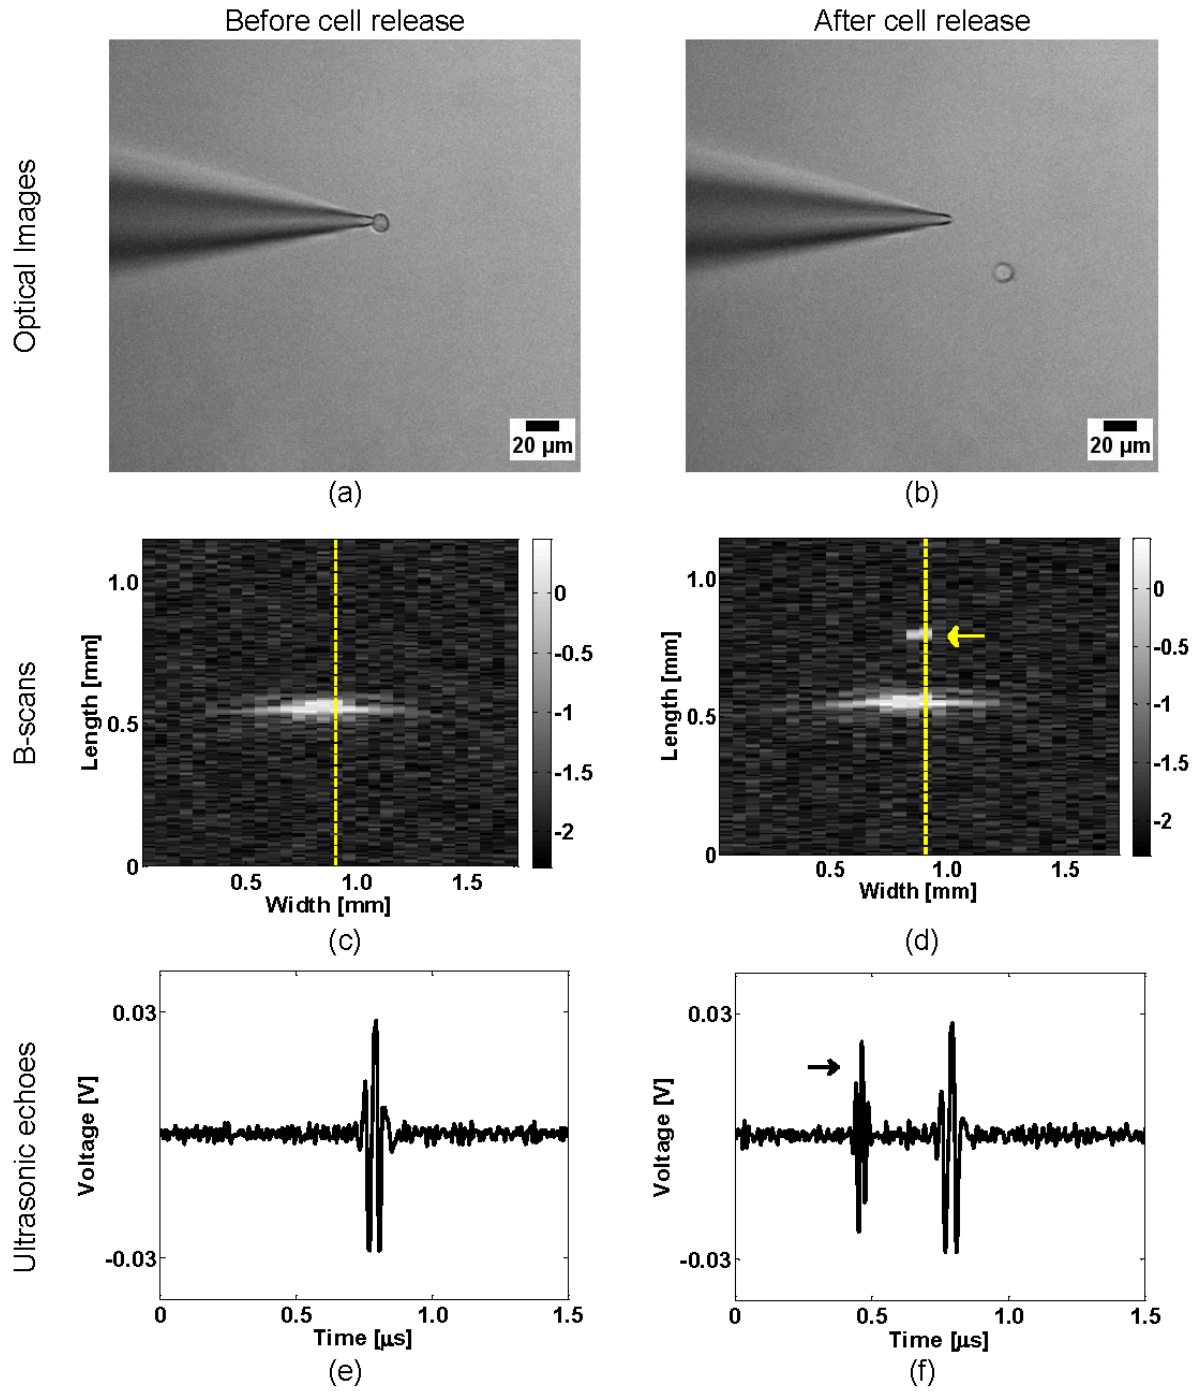 Before cell release
After cell release
Optical Images
20 µm
20 µm
(a)
(b)
B-scans
Length [mm]
1.0
0.5
0
0.5
1.0
1.5
Width [mm]
0
-0.5
-1
-1.5
-2
(c)
Length [mm]
1.0
0.5
0
0.5
1.0
1.5
Width [mm]
0
-0.5
-1
-1.5
-2
(d)
Ultrasonic echoes
Voltage [V]
0.03
-0.03
0
0.5
1.0
1.5
Time [µs]
(e)
Voltage [V]
0.03
-0.03
0
0.5
1.0
1.5
Time [µs]
(f)